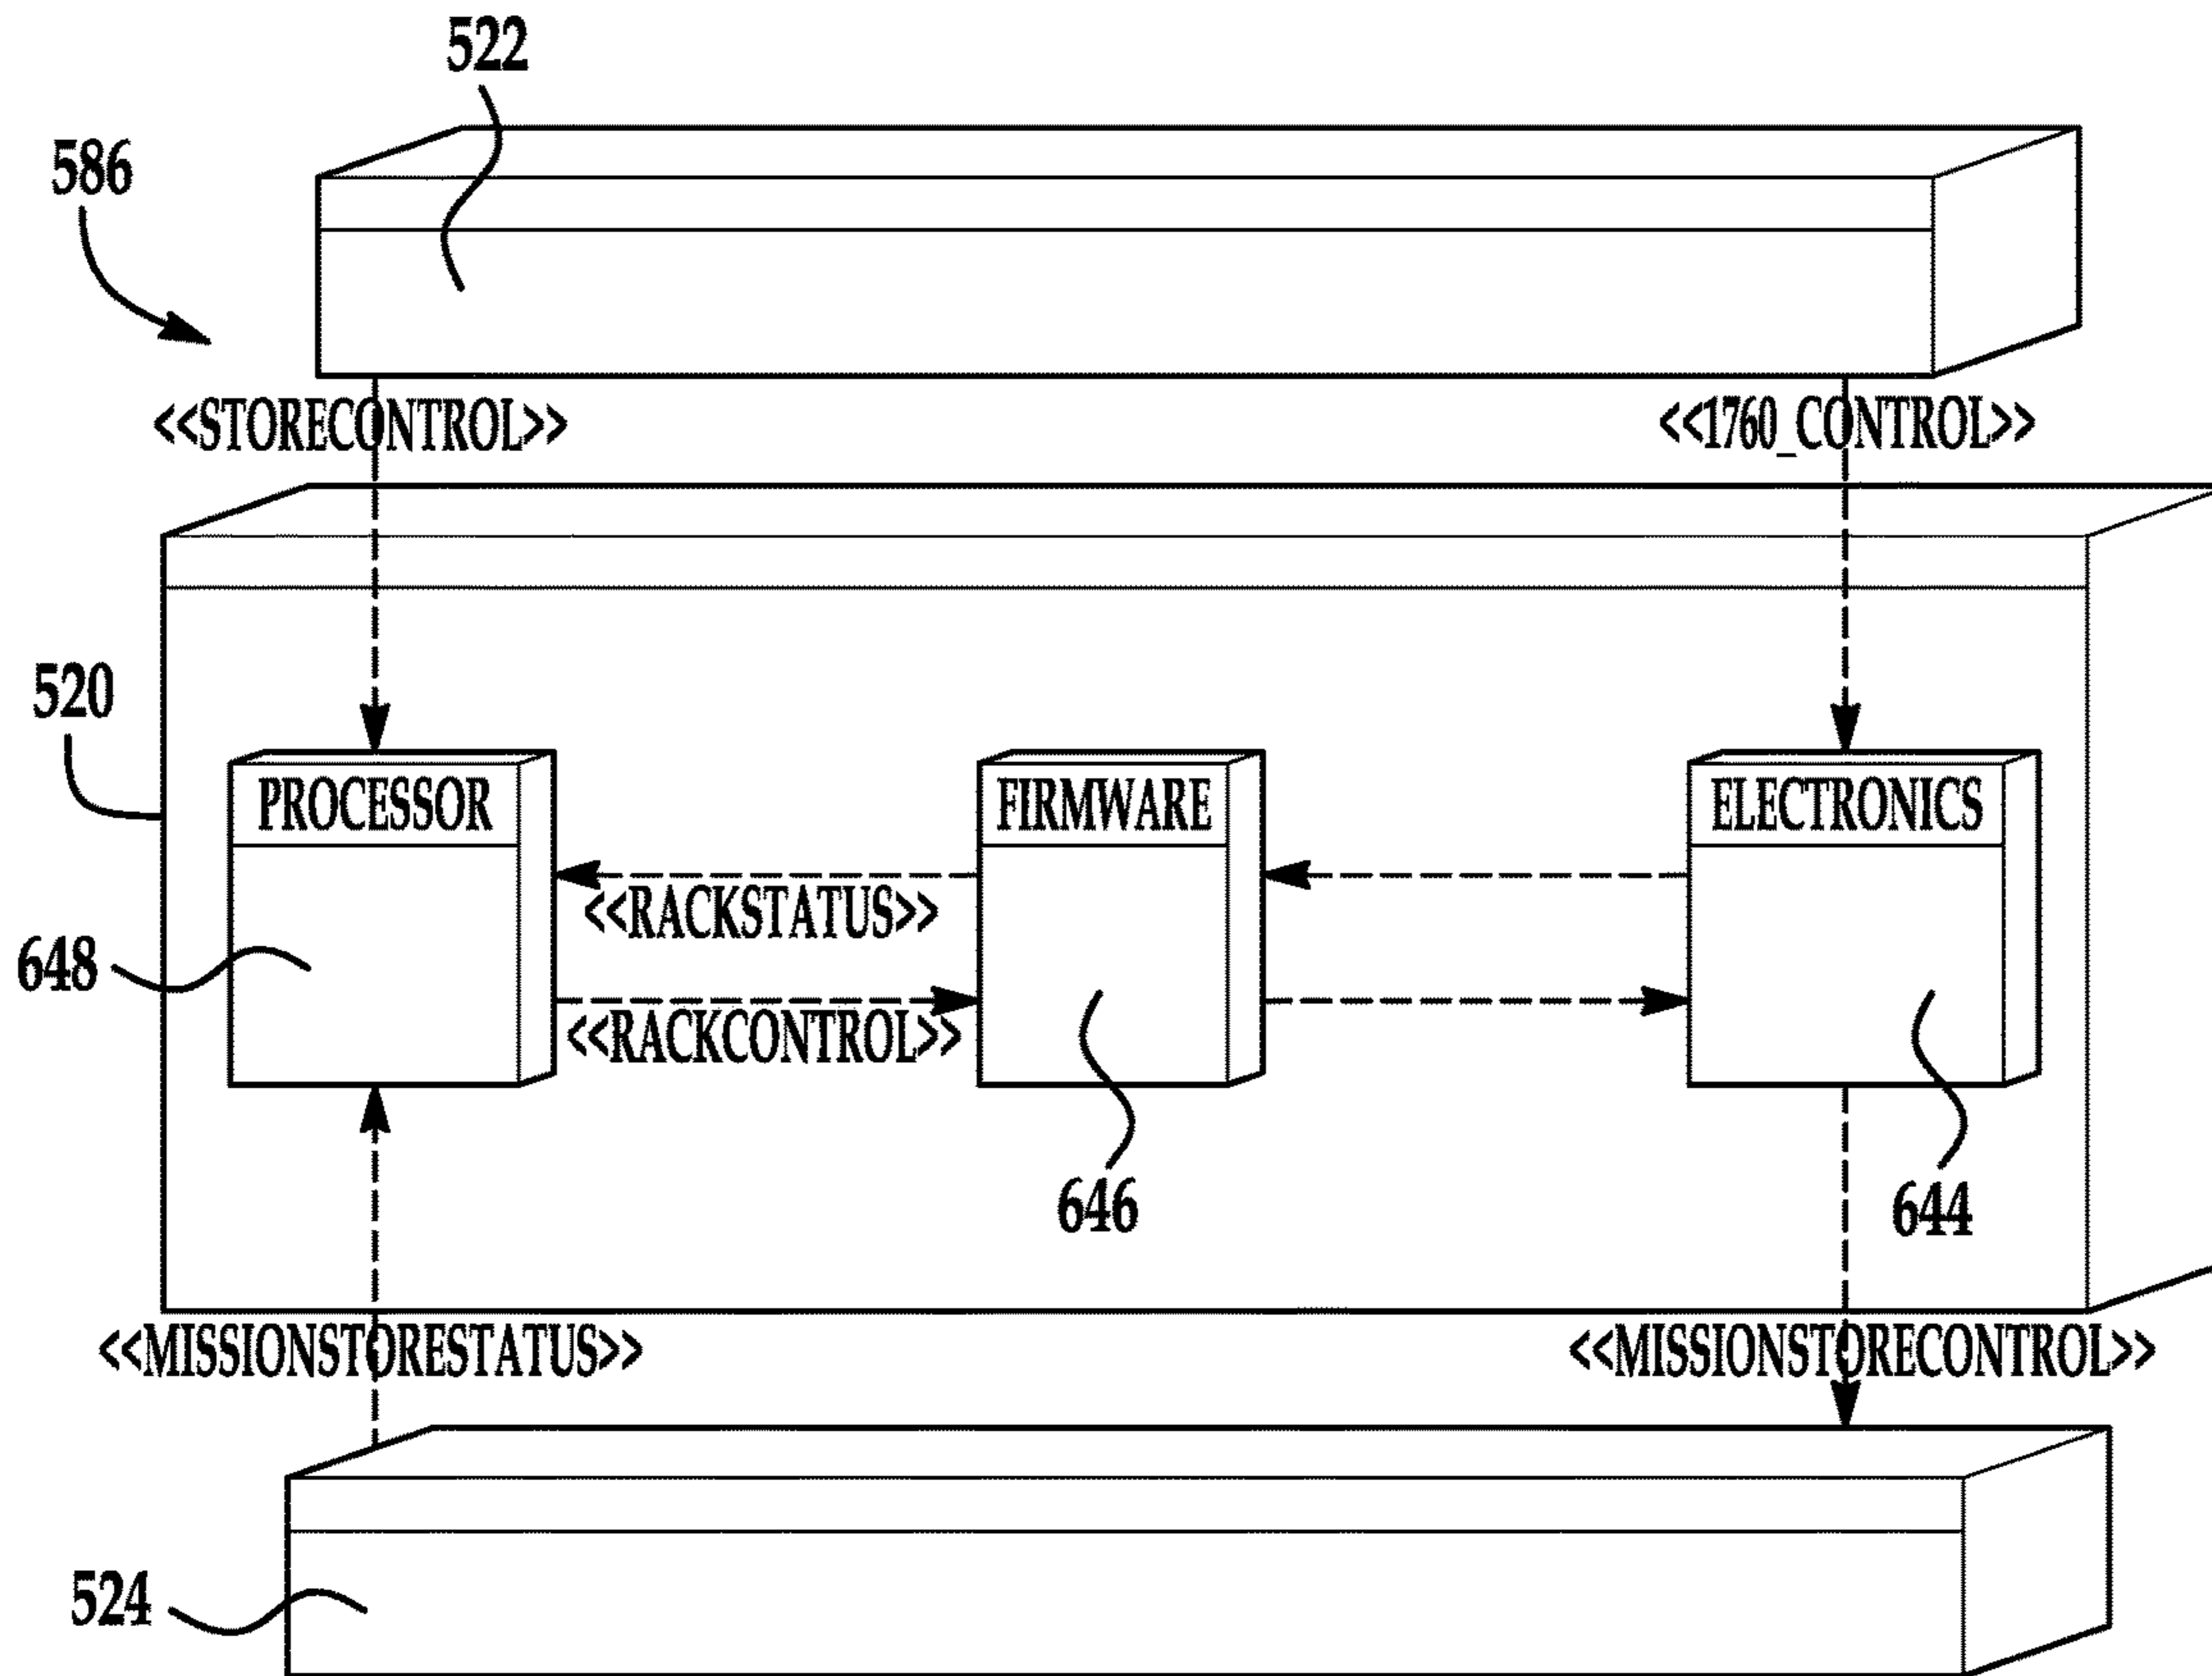 522
586
<<STORECONTROL>>
<<1760_CONTROL>>
520
PROCESSOR
FIRMWARE
ELECTRONICS
<<RACKSTATUS>>
648
<<RACKCONTROL>>
646
644
<<MISSIONSTORESTATUS>>
<<MISSIONSTORECONTROL>>
524